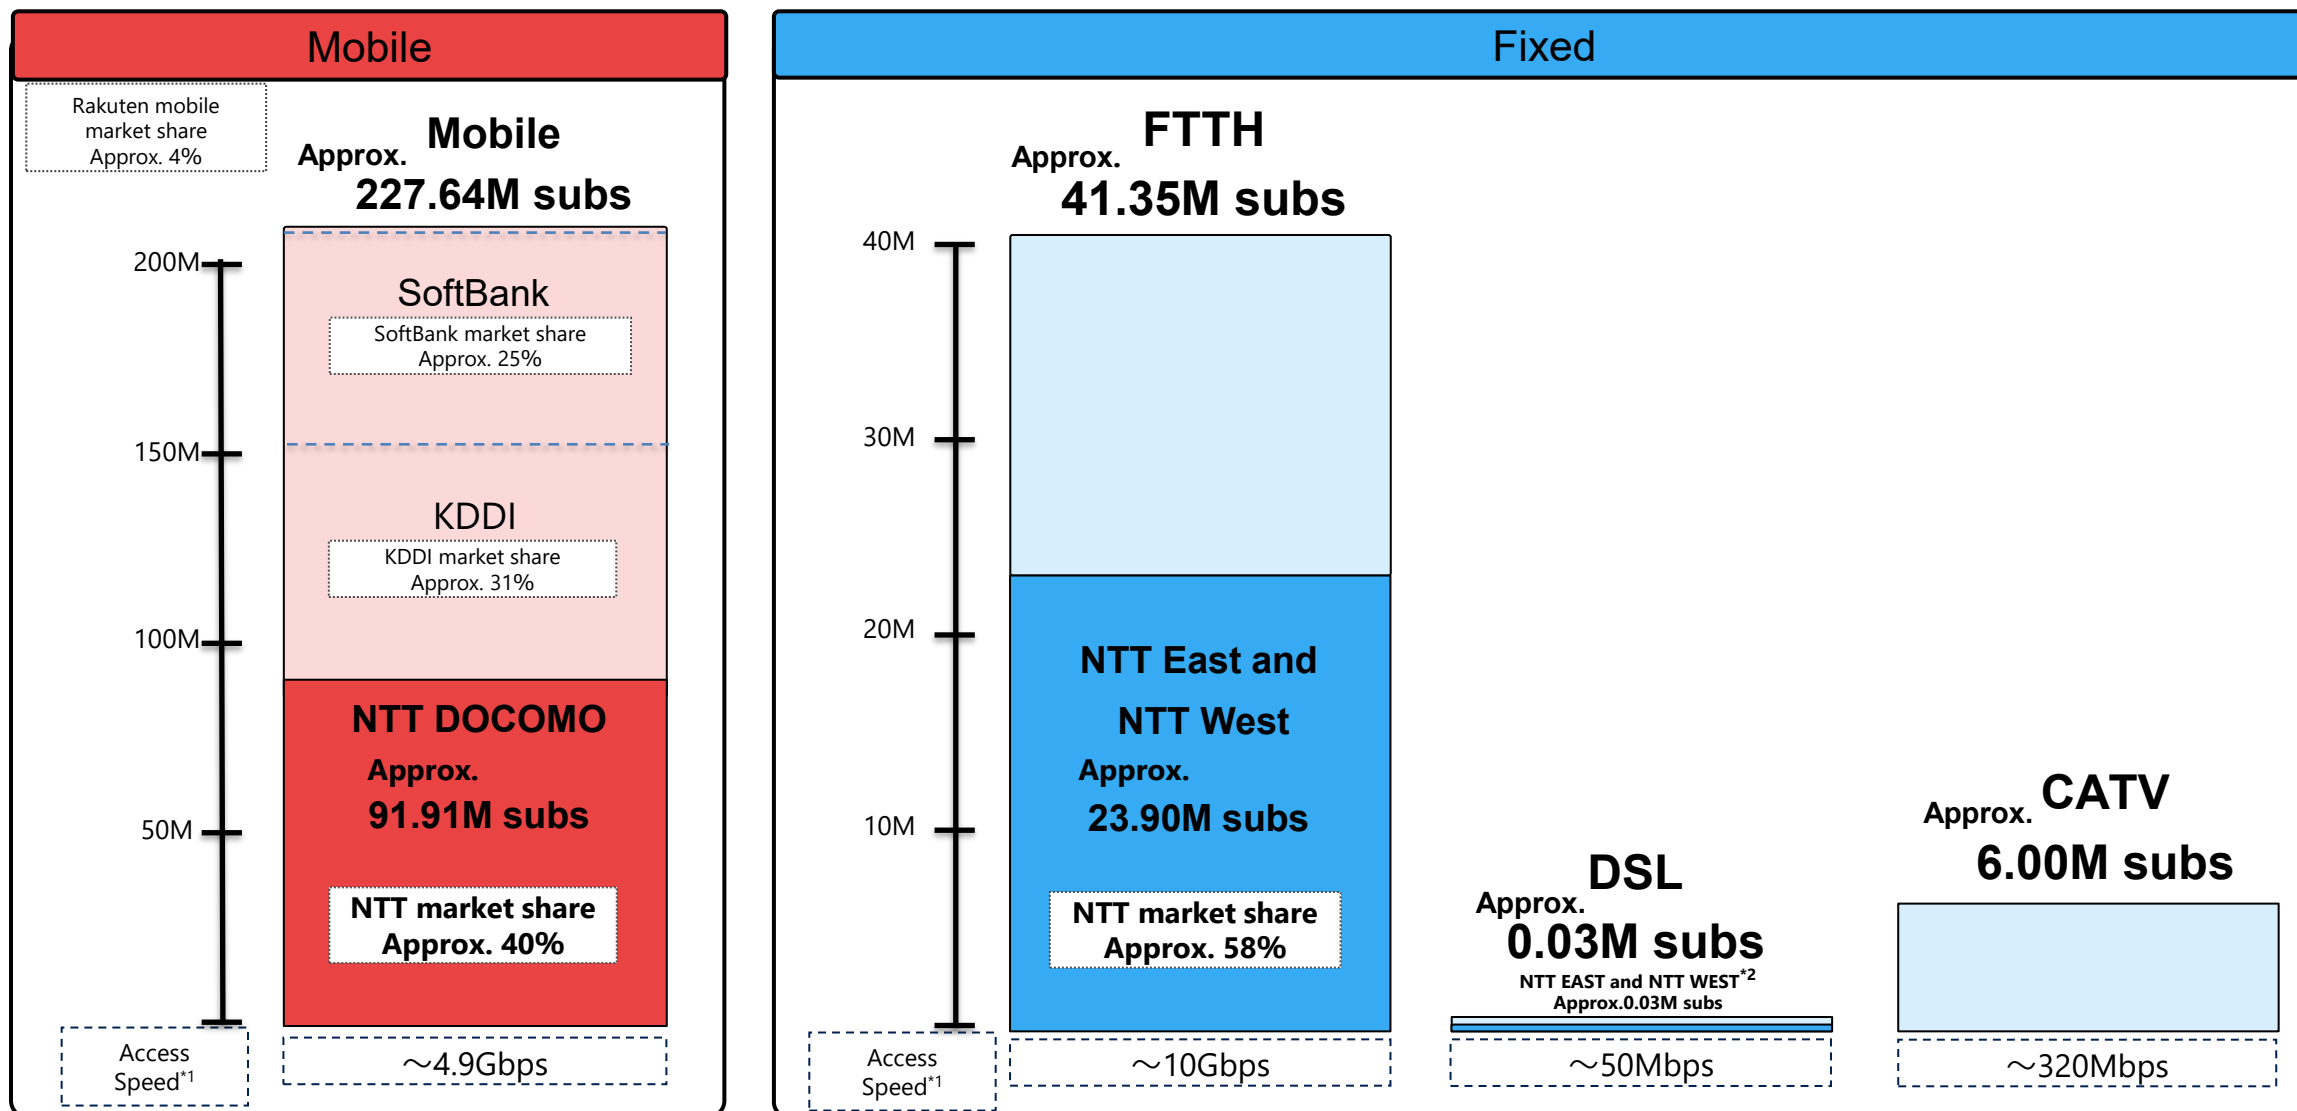 Mobile
Rakuten mobile
market share
Approx. 4%
Mobile
Approx.
227.64M subs
200M
150M
100M
50M
SoftBank
SoftBank market share
Approx. 25%
KDDI
KDDI market share
Approx. 31%
NTT DOCOMO
Approx.
91.91M subs
NTT market share
Approx. 40%
Access
Speed*1
～4.9Gbps
Fixed
FTTH
Approx.
41.35M subs
40M
30M
20M
10M
NTT East and
NTT West
Approx.
23.90M subs
NTT market share
Approx. 58%
DSL
Approx.
0.03M subs
NTT EAST and NTT WEST*2
Approx.0.03M subs
CATV
Approx.
6.00M subs
Access
Speed*1
～10Gbps
～50Mbps
～320Mbps